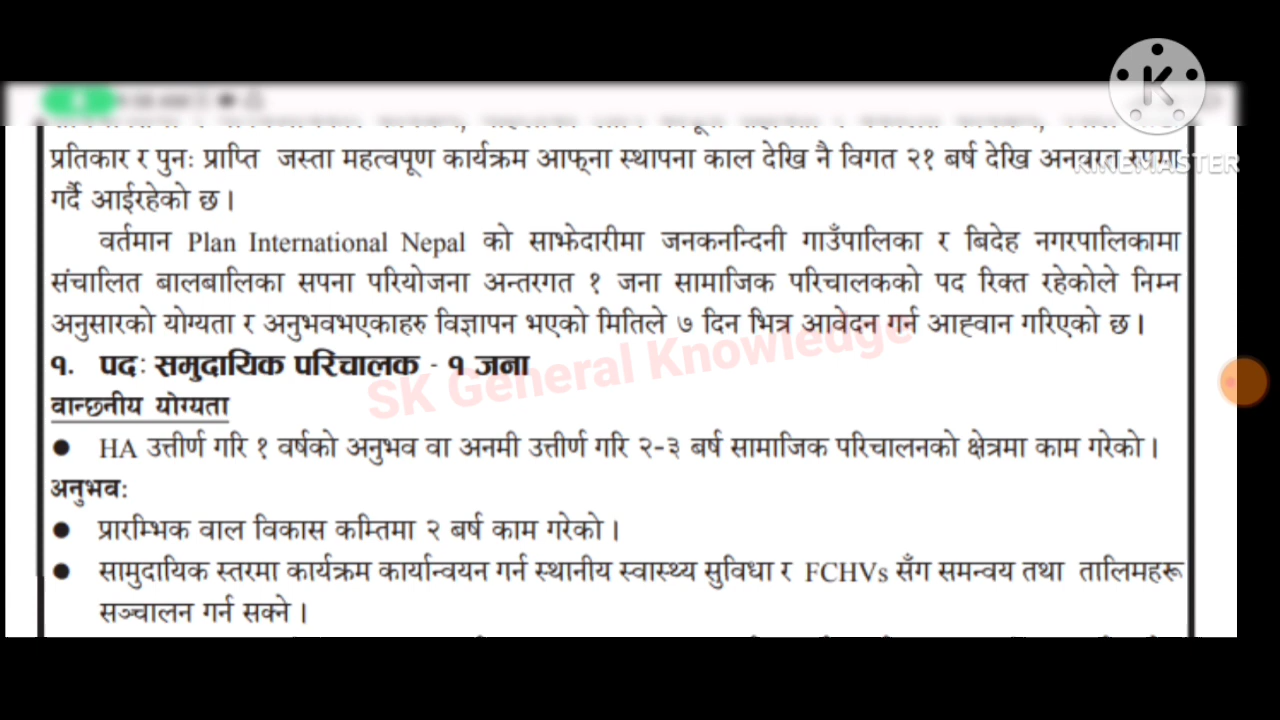 प्रतिकार र पुनः प्राप्ति जस्ता महत्वपूण कार्यक्रम आफ्ना स्थापना काल देखि नै विगत २१ बर्ष देखि अनवरत रुपमा
गर्दै आईरहेको छ।
वर्तमान Plan International Nepal को साझेदारीमा जनकनन्दिनी गाउँपालिका र बिदेह नगरपालिकामा
संचालित बालबालिका सपना परियोजना अन्तरगत १ जना सामाजिक परिचालकको पद रिक्त रहेकोले निम्न
अनुसारको योग्यता र अनुभवभएकाहरु विज्ञापन भएको मितिले ७ दिन भित्र आवेदन गर्न आह्वान गरिएको छ।
१. पदः समुदायिक परिचालक - १ जना
वान्छनीय योग्यता
● HA उत्तीर्ण गरि १ वर्षको अनुभव वा अनमी उत्तीर्ण गरि २-३ बर्ष सामाजिक परिचालनको क्षेत्रमा काम गरेको।
अनुभवः
● प्रारम्भिक वाल विकास कम्तिमा २ बर्ष काम गरेको।
● सामुदायिक स्तरमा कार्यक्रम कार्यान्वयन गर्न स्थानीय स्वास्थ्य सुविधा र FCHVs सँग समन्वय तथा तालिमहरू
सञ्चालन गर्न सक्ने।
SK General Knowledge
K
KINEMASTER